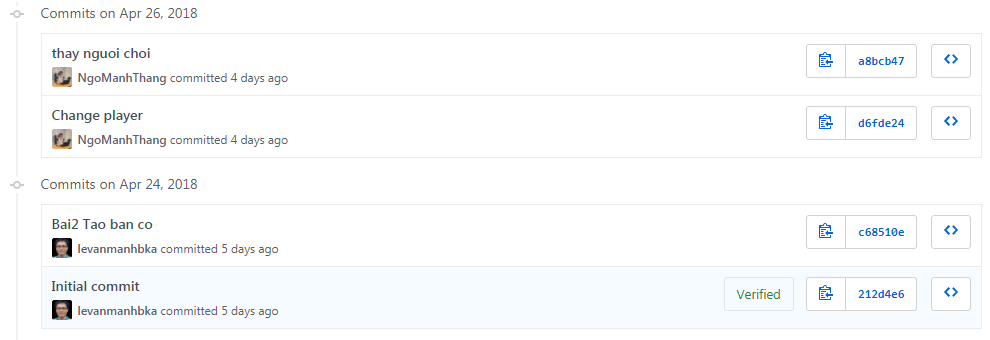 Commits on Apr 26, 2018
thay nguoi choi
a8bcb47
NgoManhThang committed 4 days ago
Change player
d6fde24
NgoManhThang committed 4 days ago
Commits on Apr 24, 2018
Bai2 Tao ban co
c68510e
levanmanhbka committed 5 days ago
Initial commit
Verified
212d4e6
levanmanhbka committed 5 days ago